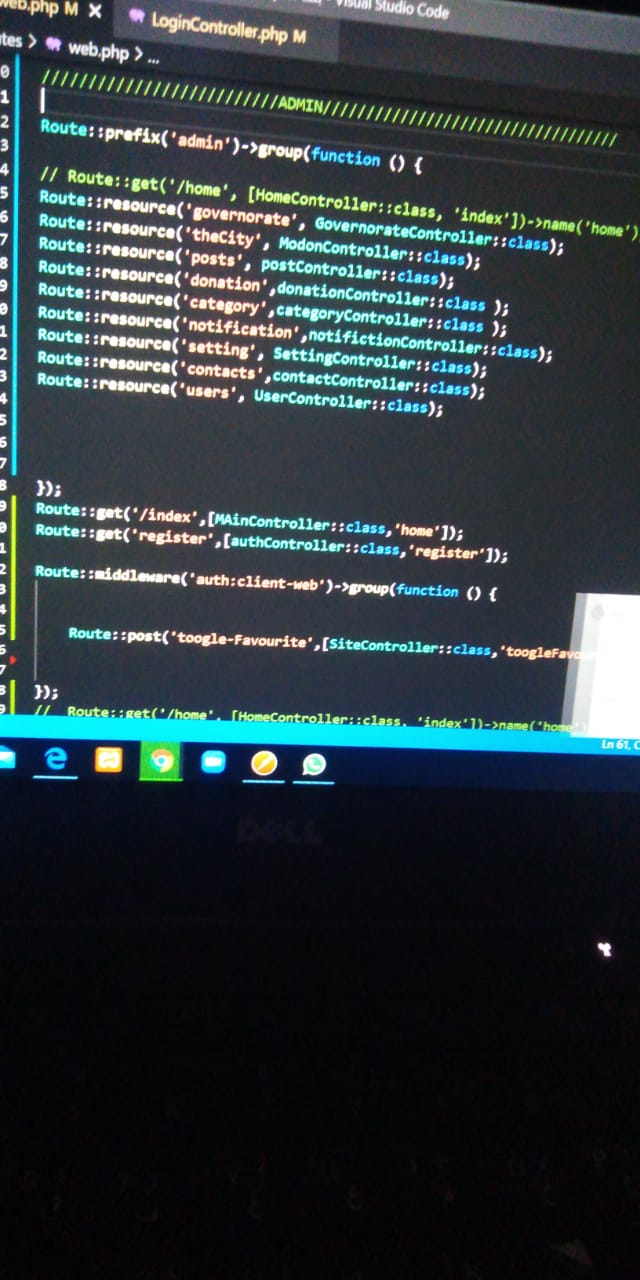 web.php M
LoginController.php M
Visual Studio Code
web.php > ...
///////////////////////////ADMIN/////////////////////////////////
Route::prefix('admin')->group(function () {
// Route::get('/home', [HomeController::class, 'index'])->name('home')
Route::resource('governorate', GovernorateController::class);
Route::resource('theCity', ModonController::class);
Route::resource('posts', postController::class);
Route::resource('donation',donationController::class );
Route::resource('category',categoryController::class );
Route::resource('notification',notifictionController::class);
Route::resource('setting', SettingController::class);
Route::resource('contacts',contactController::class);
Route::resource('users', UserController::class);
});
Route::get('/index',[MAinController::class,'home']);
Route::get('register',[authController::class,'register']);
Route::middleware('auth:client-web')->group(function () {
Route::post('toogle-Favourite',[SiteController::class,'toogleFavou
});
// Route::get('/home', [HomeController::class, 'index'])->name('home')
Ln 61, C
DELL